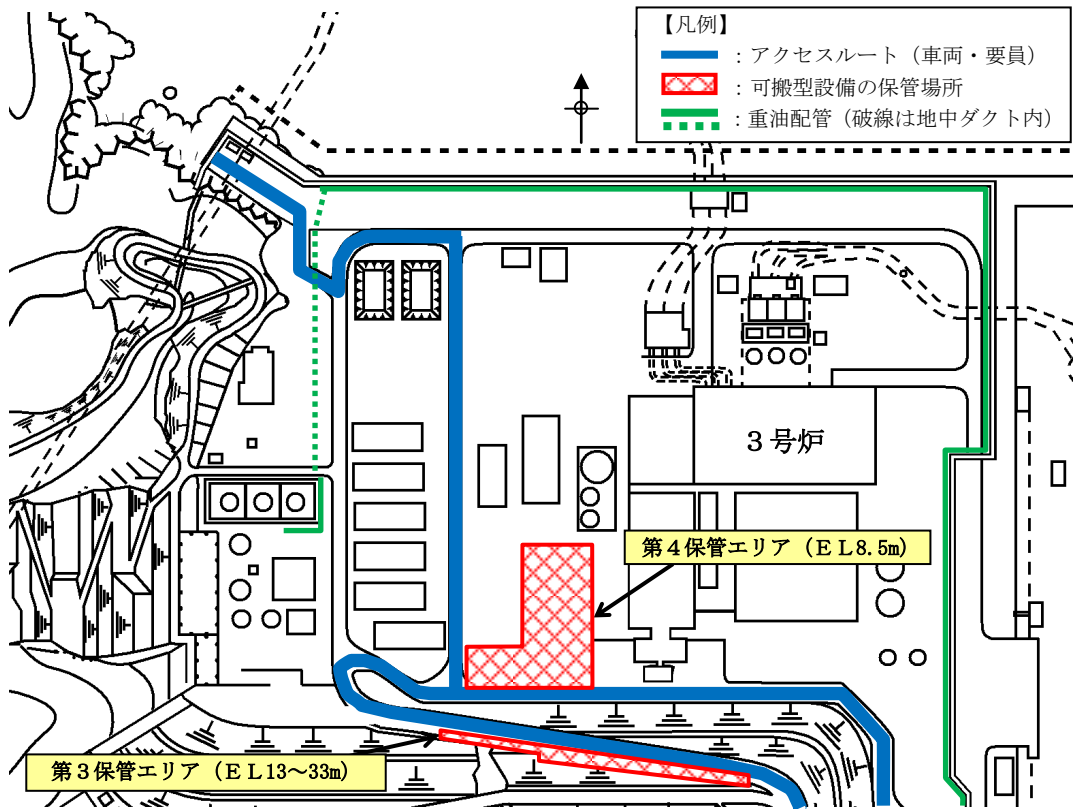 【凡例】
：アクセスルート（車両・要員）
：可搬型設備の保管場所
：重油配管（破線は地中ダクト内）
３号炉
第４保管エリア（ＥＬ8.5m）
第３保管エリア（ＥＬ13～33m）